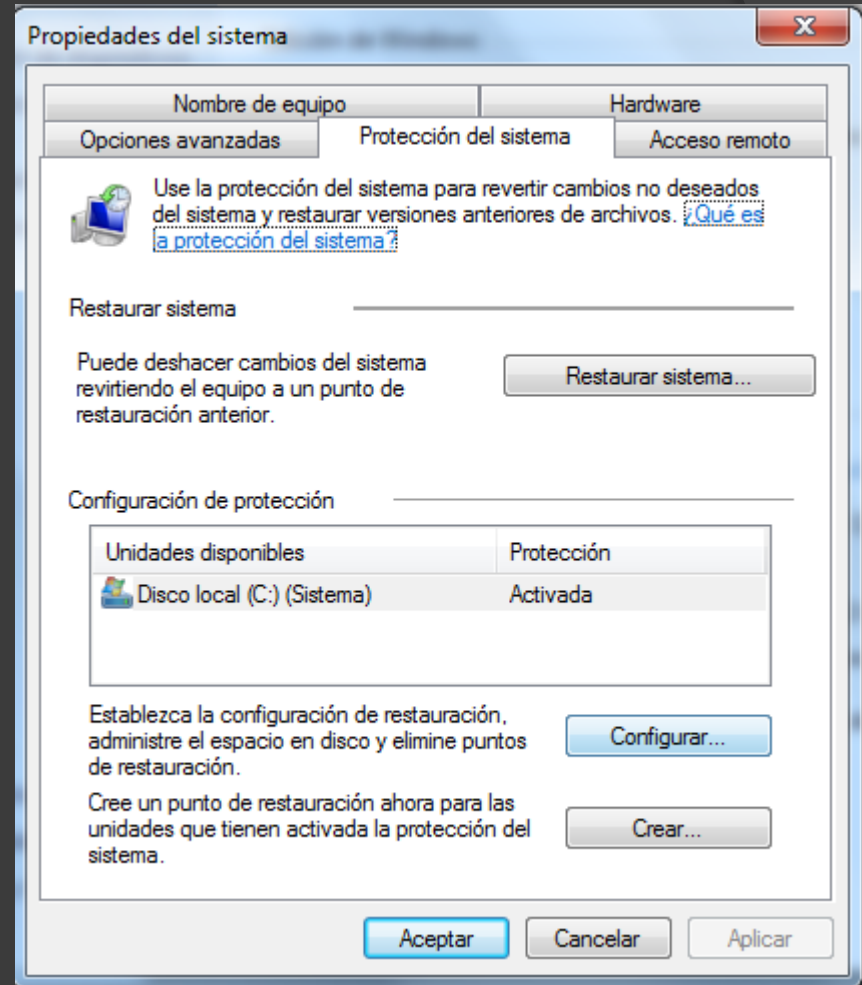 Propiedades del sistema
Nombre de equipo
Hardware
Opciones avanzadas
Protección del sistema
Acceso remoto
Use la protección del sistema para revertir cambios no deseados
del sistema y restaurar versiones anteriores de archivos. ¿Qué es
a protección del sistema?
Restaurar sistema
Puede deshacer cambios del sistema
revirtiendo el equipo a un punto de
restauración anterior.
Restaurar sistema...
Configuración de protección
Unidades disponibles
Protección
Disco local (C:) (Sistema)
Activada
Establezca la configuración de restauración,
administre el espacio en disco y elimine puntos
de restauración.
Configurar...
Cree un punto de restauración ahora para las
unidades que tienen activada la protección del
sistema.
Crear...
Aceptar
Cancelar
Aplicar